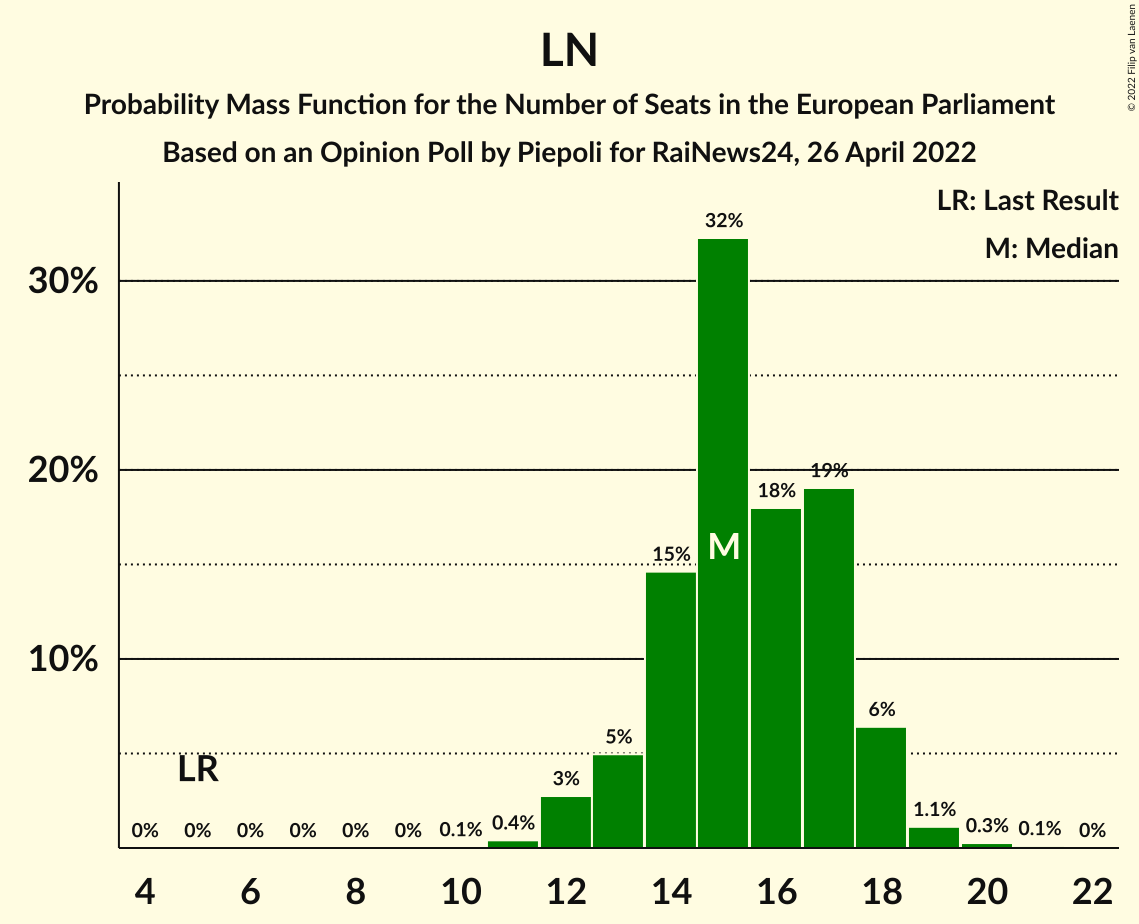 LN
Probability Mass Function for the Number of Seats in the European Parliament
Based on an Opinion Poll by Piepoli for RaiNews24, 26 April 2022
© 2022 Filip van Laenen
LR: Last Result
M: Median
30%
20%
10%
32%
19%
18%
15%
M
6%
5%
LR
3%
0% 0% 0% 0% 0% 0% 0.1% 0.4% 1.1% 0.3% 0.1% 0%
4 6 8 10 12 14 16 18 20 22